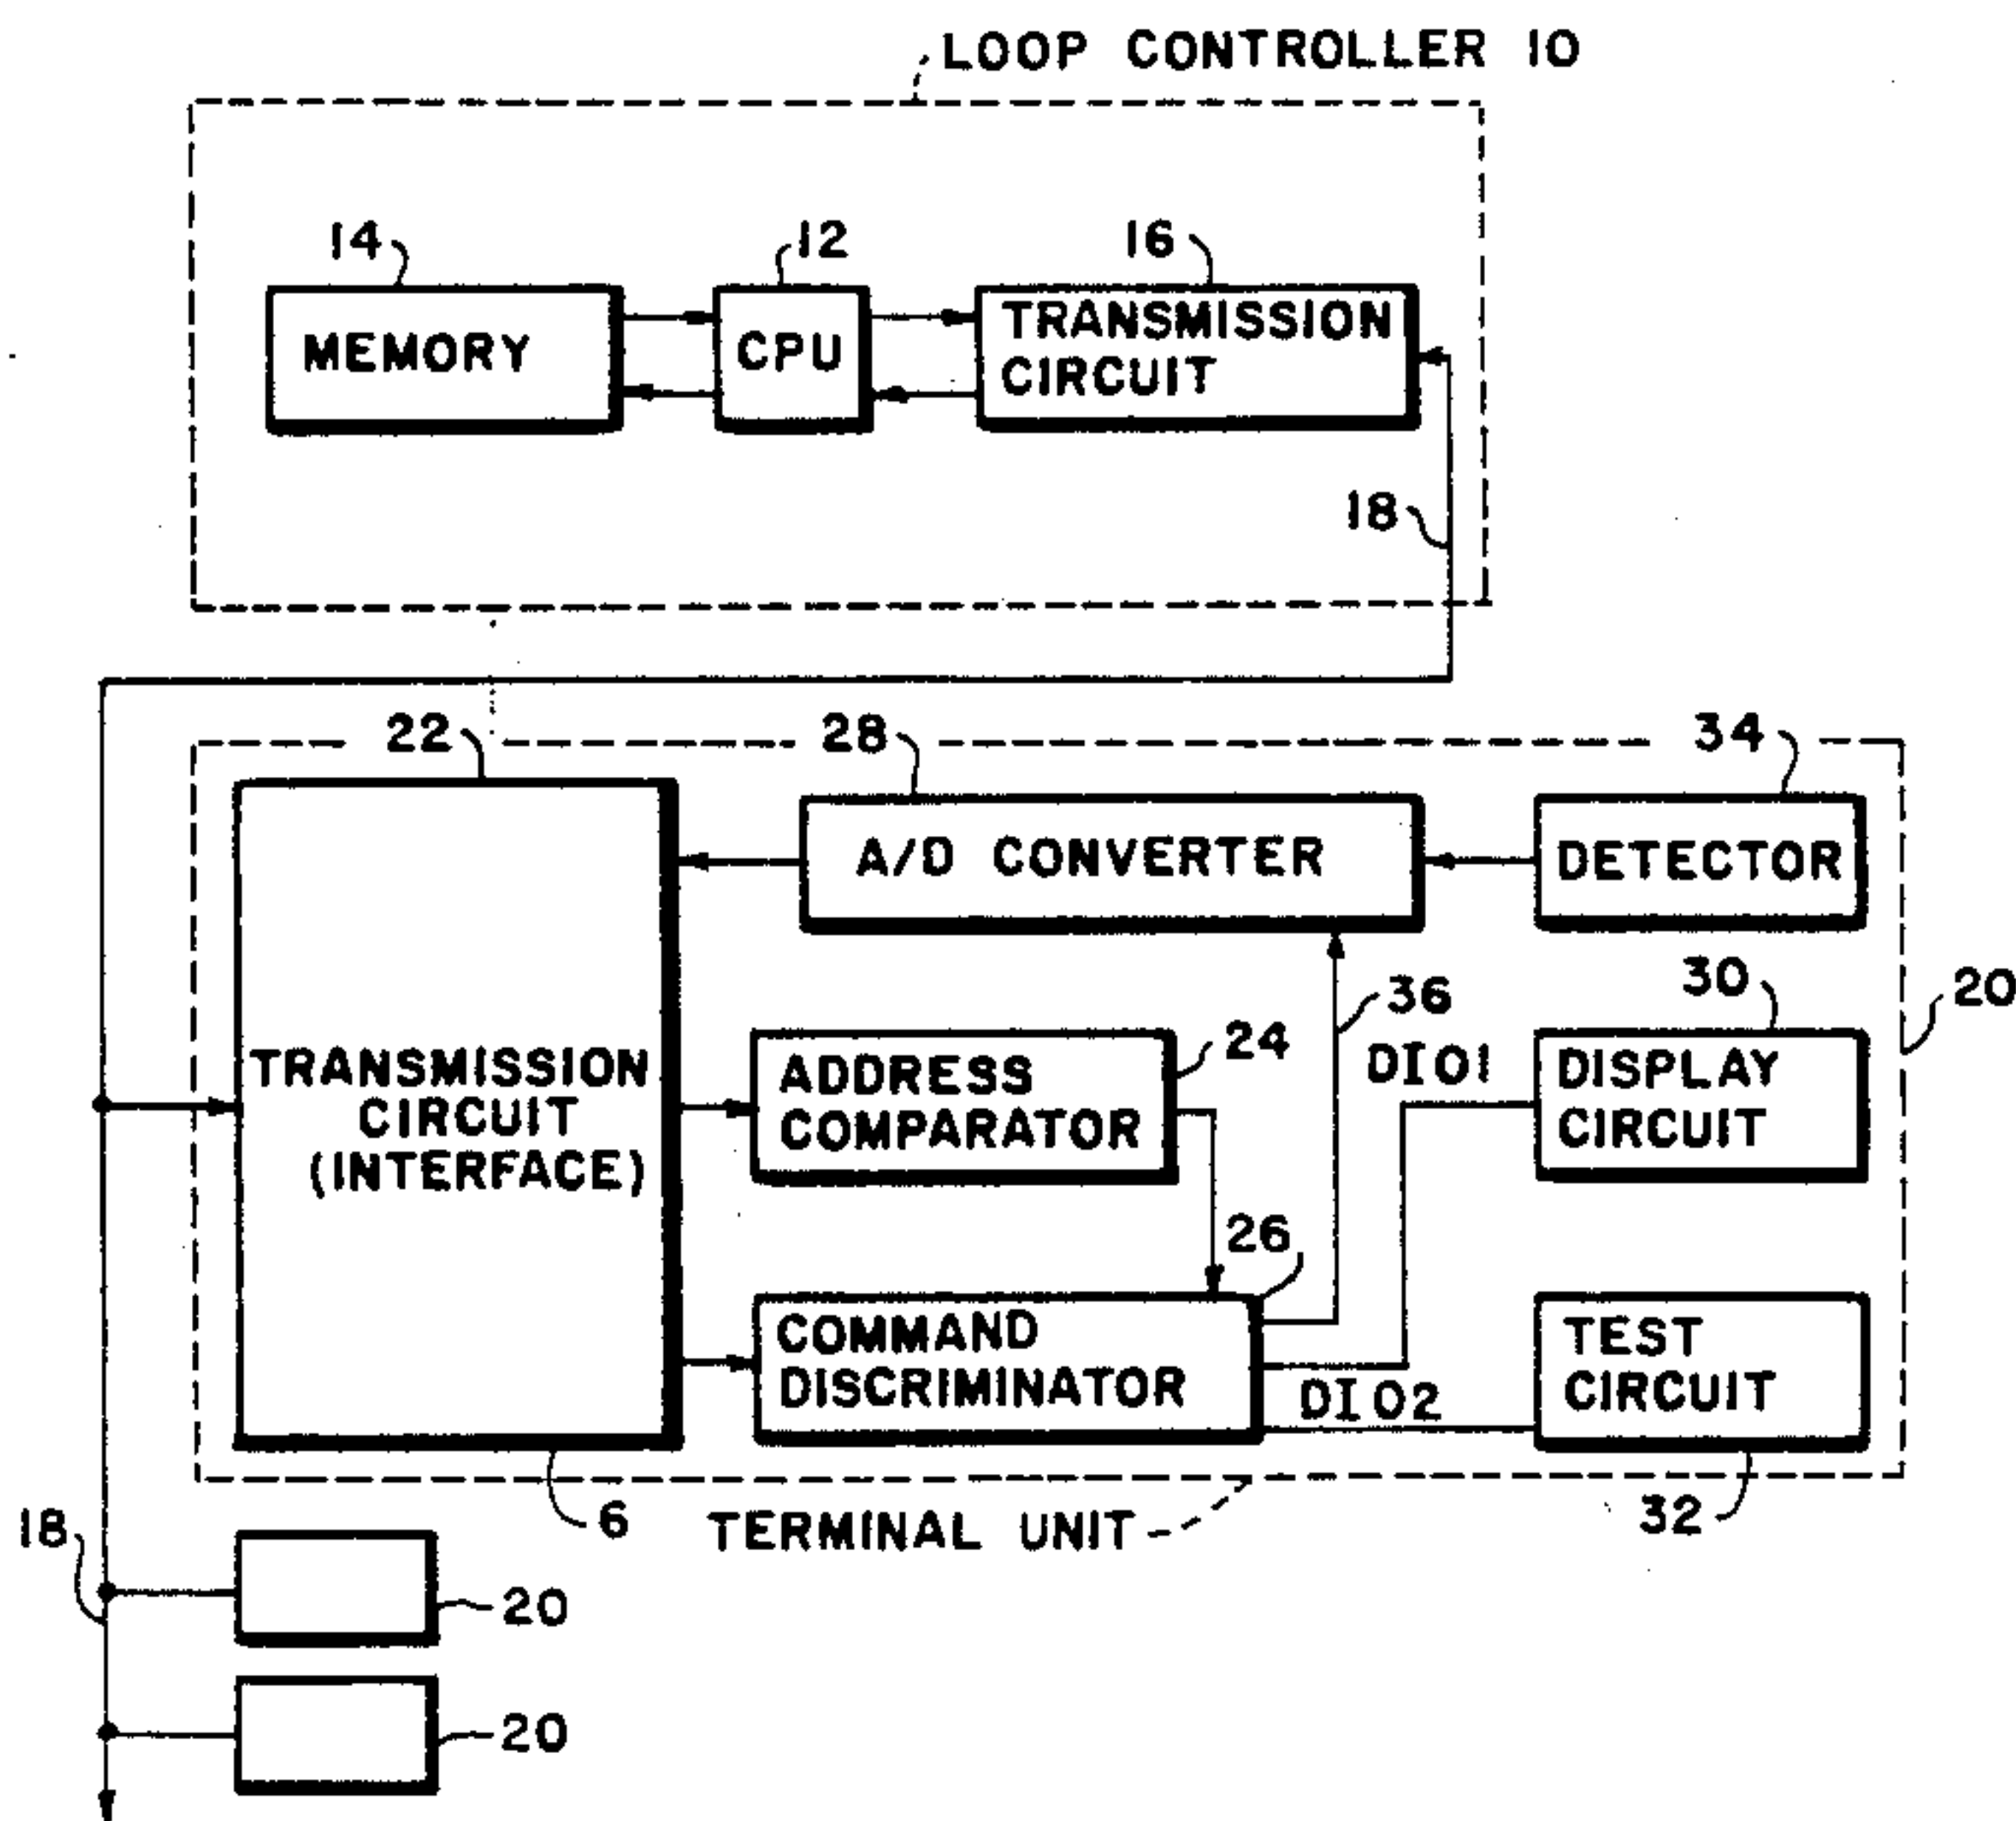 LOOP CONTROLLER 10
14
12
16
MEMORY
CPU
TRANSMISSION
CIRCUIT
18
22
28
34
A/D CONVERTER
DETECTOR
36
30
20
24
DIO1
TRANSMISSION
CIRCUIT
(INTERFACE)
ADDRESS
COMPARATOR
DISPLAY
CIRCUIT
26
COMMAND
DISCRIMINATOR
DIO2
TEST
CIRCUIT
18
6
TERMINAL UNIT
32
20
20